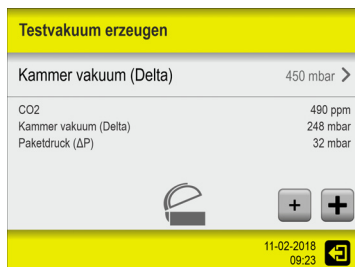 Testvakuum erzeugen
Kammer vakuum (Delta) 450 mbar
CO2 490 ppm
Kammer vakuum (Delta) 248 mbar
Paketdruck (ΔP) 32 mbar
11-02-2018
09:23